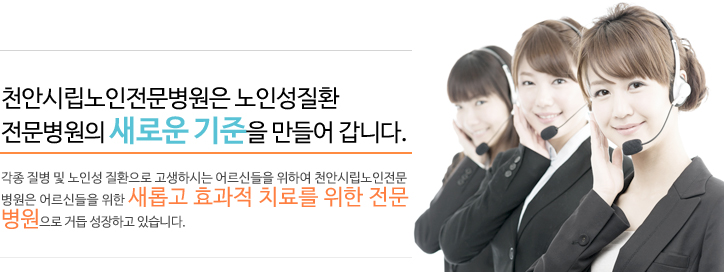 천안시립노인전문병원은 노인성질환
전문병원의 새로운 기준을 만들어 갑니다.
각종 질병 및 노인성 질환으로 고생하시는 어르신들을 위하여 천안시립노인전문
병원은 어르신들을 위한 새롭고 효과적 치료를 위한 전문
병원으로 거듭 성장하고 있습니다.